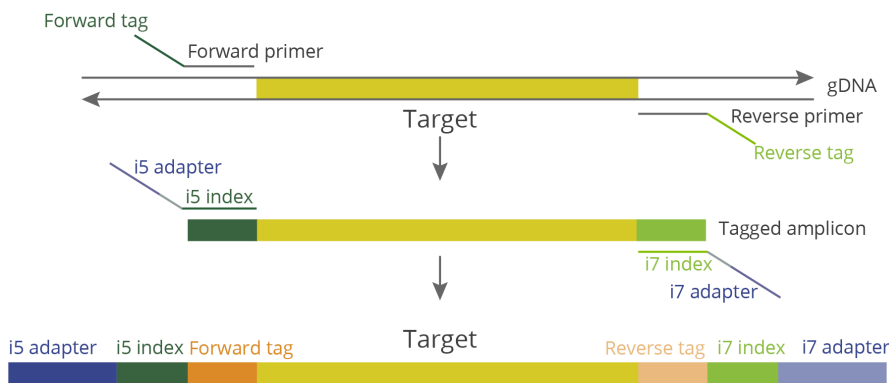 Forward tag
Forward primer
gDNA
Target
Reverse primer
Reverse tag
i5 adapter
i5 index
Tagged amplicon
i7 index
i7 adapter
Target
i5 adapter i5 index Forward tag Reverse tag i7 index i7 adapter